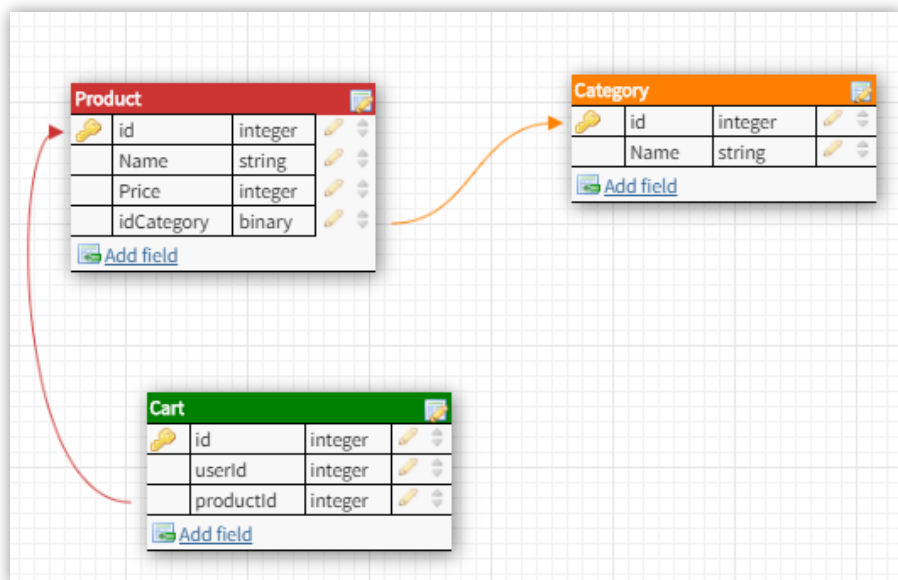 Product
id integer
Name string
Price integer
idCategory binary
Add field
Category
id integer
Name string
Add field
Cart
id integer
userId integer
productId integer
Add field